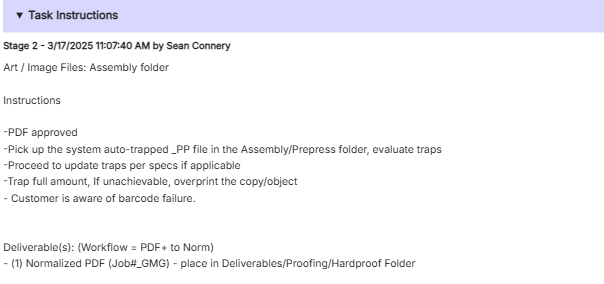 ▼ Task Instructions
Stage 2 - 3/17/2025 11:07:40 AM by Sean Connery
Art / Image Files: Assembly folder
Instructions
-PDF approved
-Pick up the system auto-trapped _PP file in the Assembly/Prepress folder, evaluate traps
-Proceed to update traps per specs if applicable
-Trap full amount, If unachievable, overprint the copy/object
- Customer is aware of barcode failure.
Deliverable(s): (Workflow = PDF+ to Norm)
- (1) Normalized PDF (Job#_GMG) - place in Deliverables/Proofing/Hardproof Folder